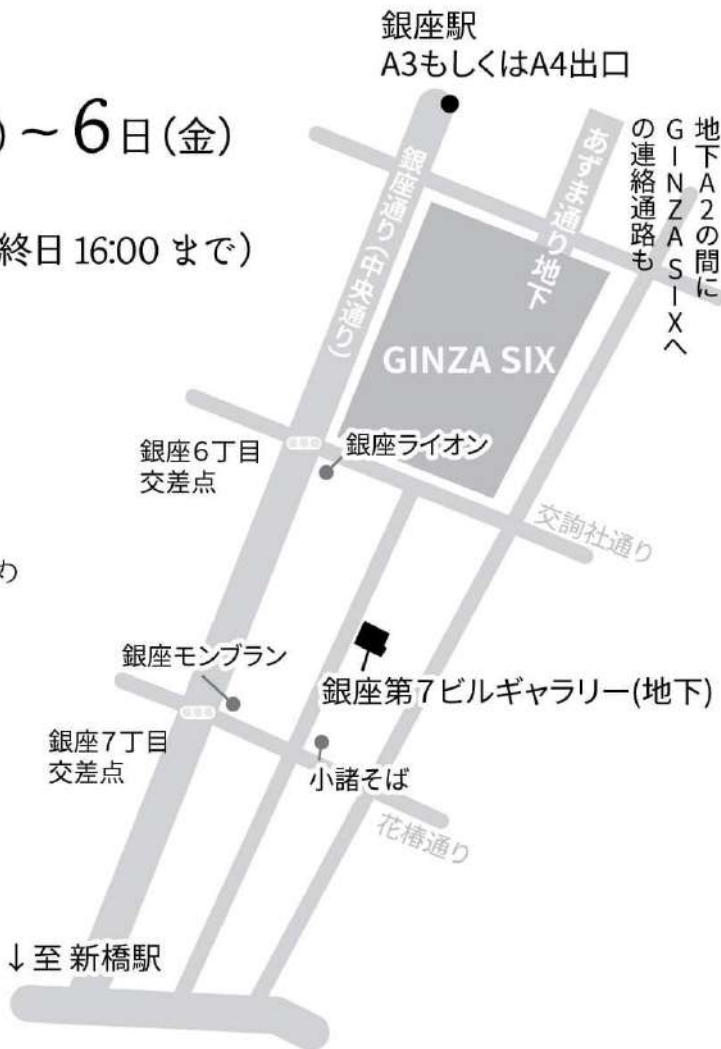 銀座駅
A3もしくはA4出口
)～6日(金)
終日 16:00 まで)
わ
地下A2の間に
GINZA SIXへ
の連絡通路も
あずま通り地下
銀座通り(中央通り)
GINZA SIX
銀座6丁目
交差点
銀座ライオン
交詢社通り
銀座モンブラン
銀座第7ビルギャラリー(地下)
銀座7丁目
交差点
小諸そば
花椿通り
↓至 新橋駅